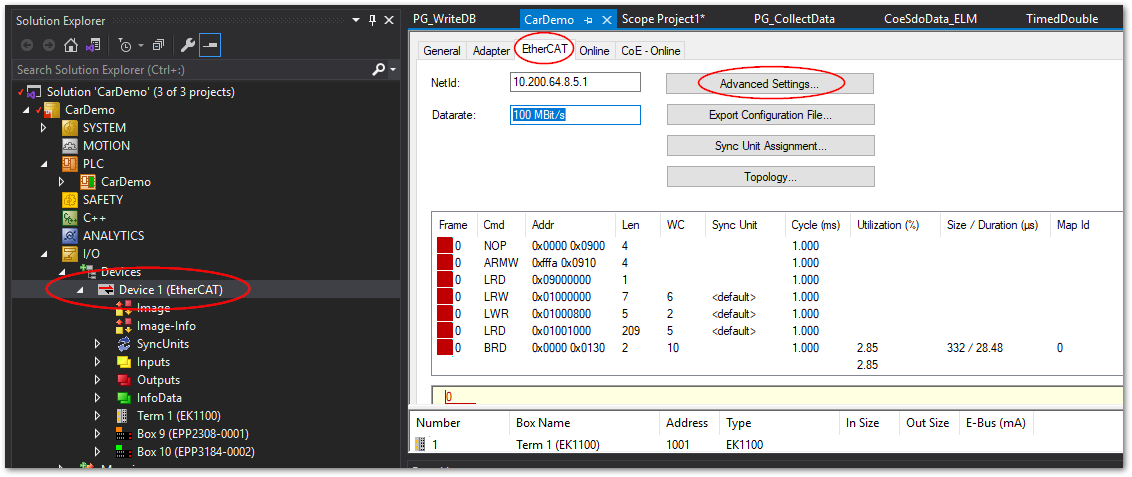 Solution Explorer
Search Solution Explorer (Ctrl+;)
Solution 'CarDemo' (3 of 3 projects)
CarDemo
SYSTEM
MOTION
PLC
CarDemo
SAFETY
C++
ANALYTICS
I/O
Devices
Device 1 (EtherCAT)
Image
Image-Info
SyncUnits
Inputs
Outputs
InfoData
Term 1 (EK1100)
Box 9 (EPP2308-0001)
Box 10 (EPP3184-0002)
PG_WriteDB CarDemo Scope Project1* PG_CollectData CoeSdoData_ELM TimedDouble
General Adapter EtherCAT Online CoE - Online
NetId: 10.200.64.8.5.1 Advanced Settings...
Datarate: 100 MBit/s Export Configuration File...
Sync Unit Assignment...
Topology...
Frame Cmd Addr Len WC Sync Unit Cycle (ms) Utilization (%) Size / Duration (µs) Map Id
0 NOP 0x0000 0x0900 4 1.000
0 ARMW 0xfffa 0x0910 4 1.000
0 LRD 0x09000000 1 1.000
0 LRW 0x01000000 7 6 <default> 1.000
0 LWR 0x01000800 5 2 <default> 1.000
0 LRD 0x01001000 209 5 <default> 1.000
0 BRD 0x0000 0x0130 2 10 1.000 2.85 332 / 28.48 0
2.85
0
Number Box Name Address Type In Size Out Size E-Bus (mA)
1 Term 1 (EK1100) 1001 EK1100